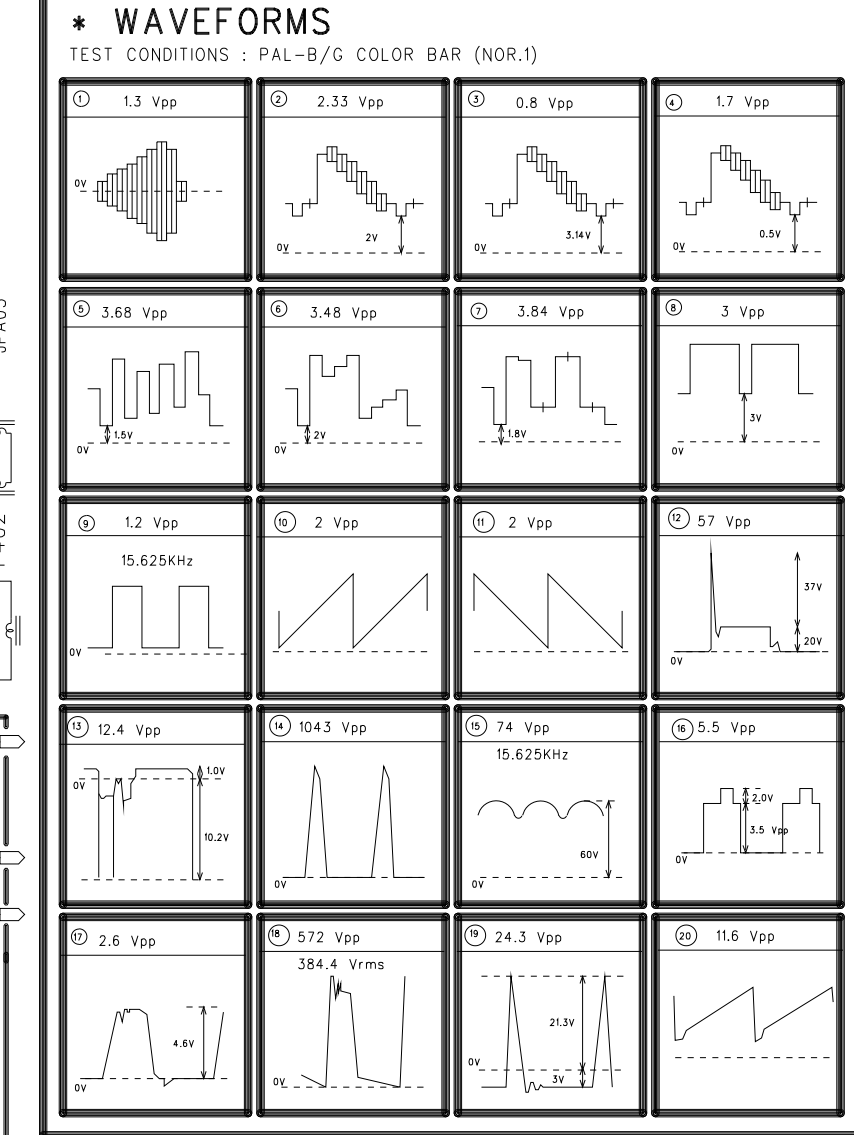 * WAVEFORMS
TEST CONDITIONS : PAL-B/G COLOR BAR (NOR.1)
1 1.3 Vpp
0V
2 2.33 Vpp
2V
0V
3 0.8 Vpp
3.14V
0V
4 1.7 Vpp
0.5V
0V
5 3.68 Vpp
1.5V
0V
6 3.48 Vpp
2V
0V
7 3.84 Vpp
1.8V
0V
8 3 Vpp
3V
0V
9 1.2 Vpp
15.625KHz
0V
10 2 Vpp
11 2 Vpp
12 57 Vpp
37V
20V
0V
13 12.4 Vpp
1.0V
0V
10.2V
14 1043 Vpp
0V
15 74 Vpp
15.625KHz
60V
0V
16 5.5 Vpp
2.0V
3.5 Vpp
0V
17 2.6 Vpp
4.6V
0V
18 572 Vpp
384.4 Vrms
0V
19 24.3 Vpp
21.3V
0V
3V
20 11.6 Vpp